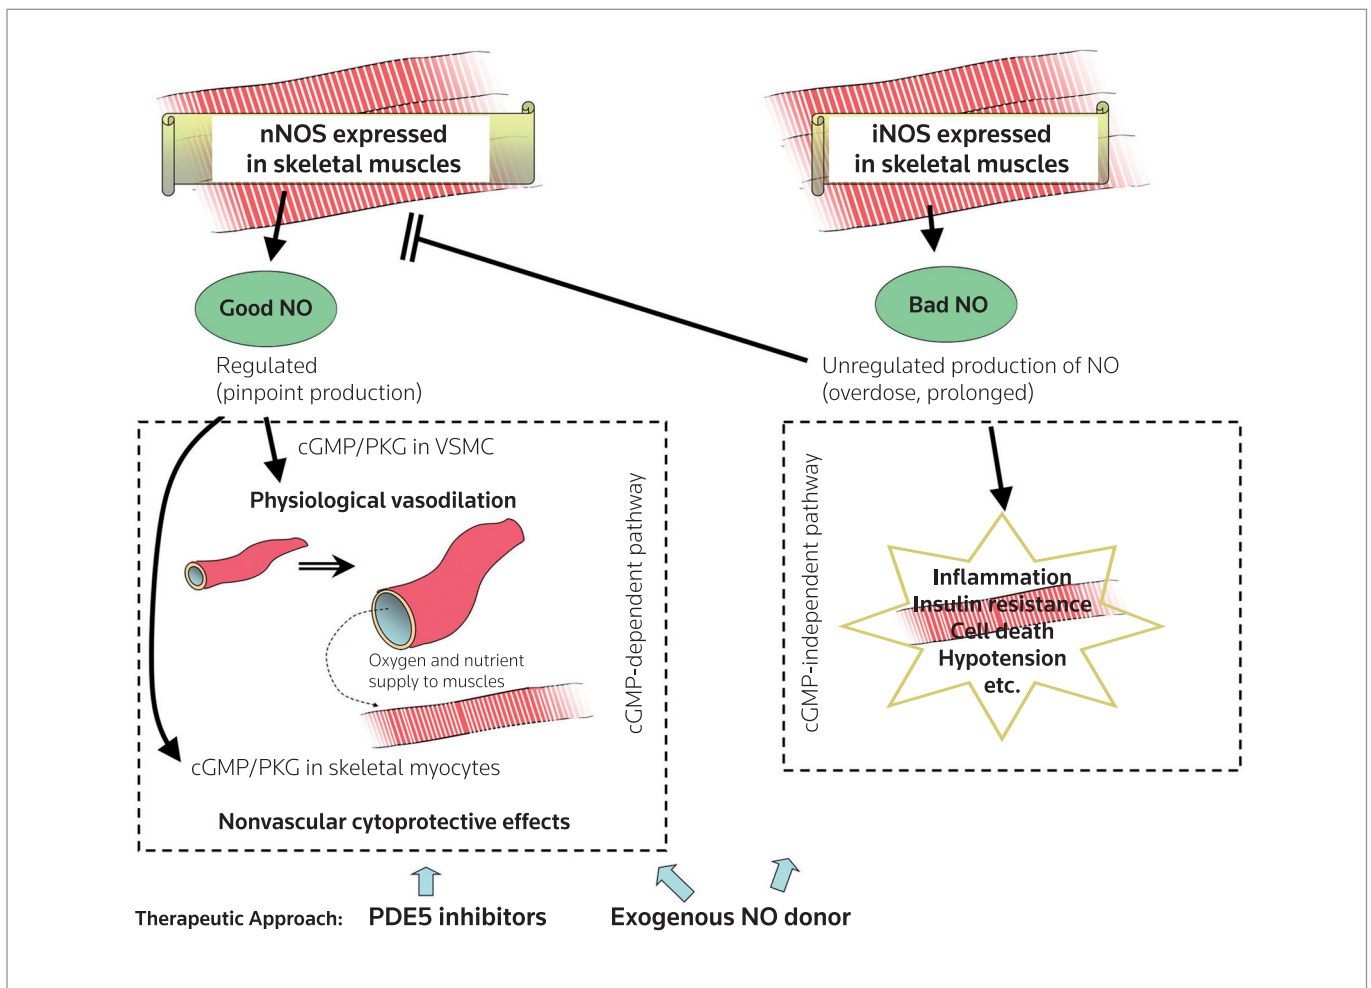 nNOS expressed
in skeletal muscles
iNOS expressed
in skeletal muscles
Good NO
Bad NO
Regulated
(pinpoint production)
Unregulated production of NO
(overdose, prolonged)
cGMP/PKG in VSMC
Physiological vasodilation
Oxygen and nutrient
supply to muscles
cGMP-dependent pathway
cGMP/PKG in skeletal myocytes
Nonvascular cytoprotective effects
cGMP-independent pathway
Inflammation
Insulin resistance
Cell death
Hypotension
etc.
Therapeutic Approach: PDE5 inhibitors Exogenous NO donor